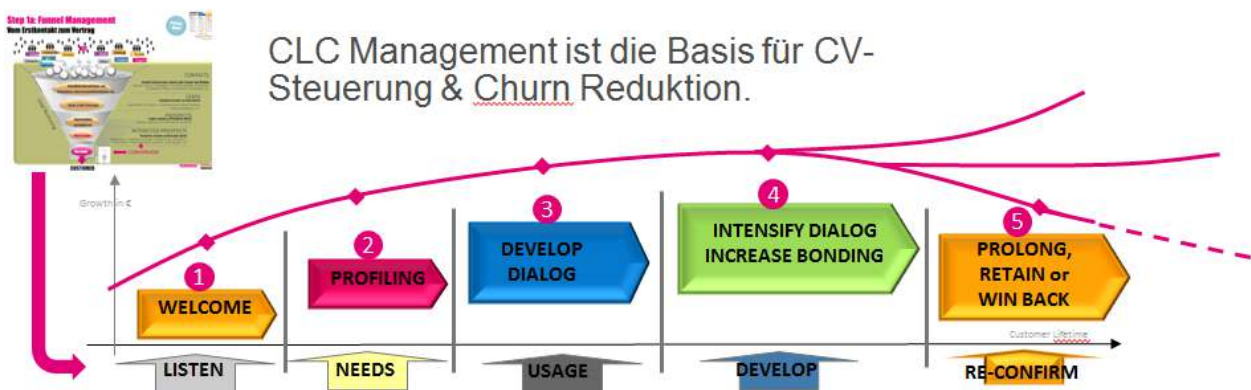 Step 1a: Funnel Management
Vom Erstkontakt zum Vertrag
CLC Management ist die Basis für CV-
Steuerung & Churn Reduktion.
CUSTOMER
Growth in €
1
WELCOME
2
PROFILING
3
DEVELOP
DIALOG
4
INTENSIFY DIALOG
INCREASE BONDING
5
PROLONG,
RETAIN or
WIN BACK
Customer Lifetime
LISTEN
NEEDS
USAGE
DEVELOP
RE-CONFIRM